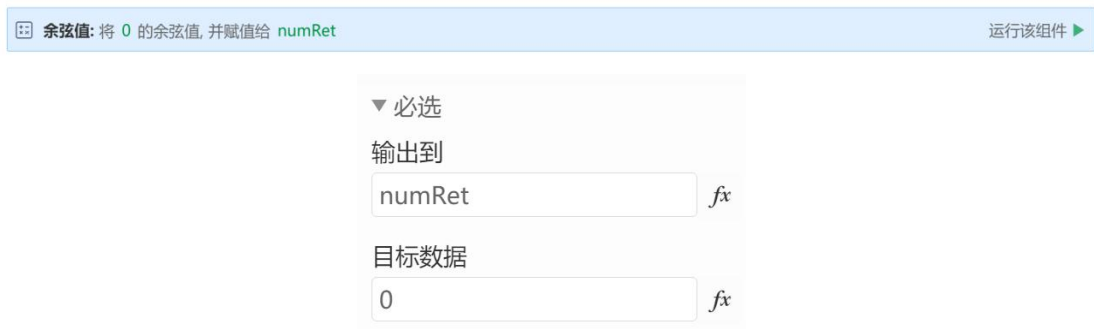 余弦值: 将 0 的余弦值, 并赋值给 numRet 运行该组件
必选
输出到
numRet fx
目标数据
0 fx